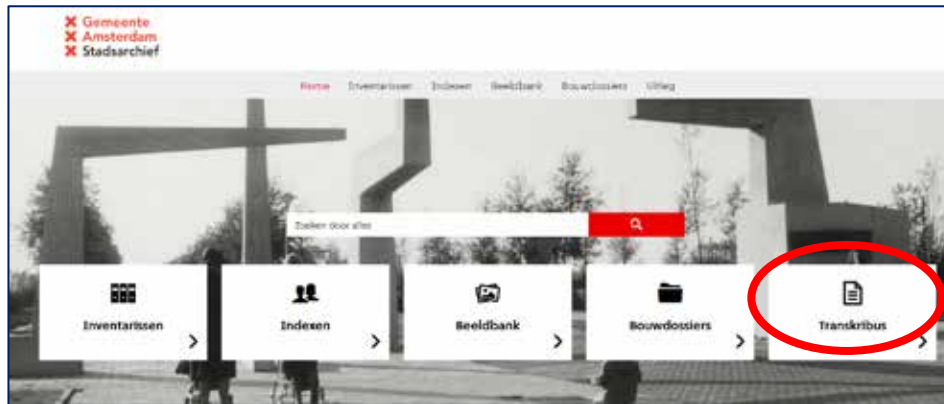 Gemeente
Amsterdam
Stadsarchief
Home Inventarissen Indexen Beeldbank Bouwdossiers Uitleg
Zoeken door alles
Inventarissen
Indexen
Beeldbank
Bouwdossiers
Transkribus